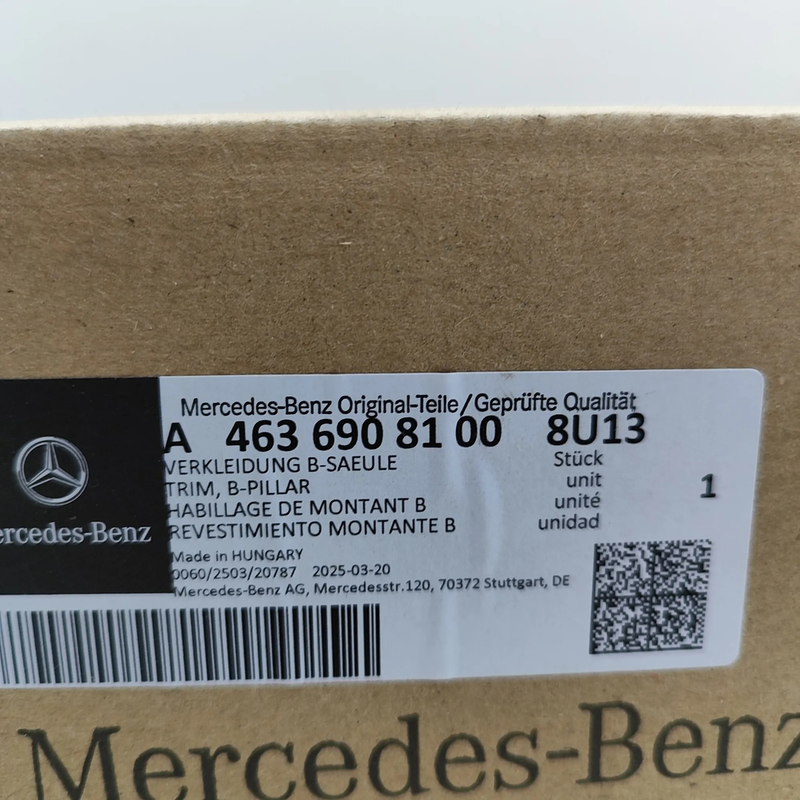 Mercedes-Benz Original-Teile/Geprüfte Qualität
A 463 690 81 00 8U13
VERKLEIDUNG B-SAEULE
TRIM, B-PILLAR
HABILLAGE DE MONTANT B
REVESTIMIENTO MONTANTE B
Stück
unit
unité
unidad
1
ercedes-Benz
Made in HUNGARY
0060/2503/20787 2025-03-20
Mercedes-Benz AG, Mercedesstr.120, 70372 Stuttgart, DE
Mercedes-Benz